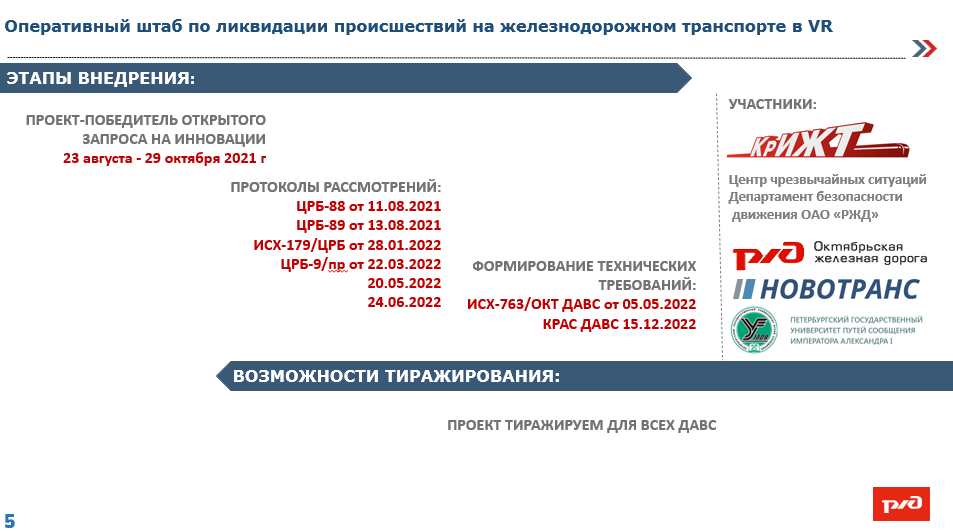 Оперативный штаб по ликвидации происшествий на железнодорожном транспорте в VR
ЭТАПЫ ВНЕДРЕНИЯ:
ПРОЕКТ-ПОБЕДИТЕЛЬ ОТКРЫТОГО
ЗАПРОСА НА ИННОВАЦИИ
23 августа - 29 октября 2021 г
ПРОТОКОЛЫ РАССМОТРЕНИЙ:
ЦРБ-88 от 11.08.2021
ЦРБ-89 от 13.08.2021
ИСХ-179/ЦРБ от 28.01.2022
ЦРБ-9/пр от 22.03.2022
20.05.2022
24.06.2022
ФОРМИРОВАНИЕ ТЕХНИЧЕСКИХ
ТРЕБОВАНИЙ:
ИСХ-763/ОКТ ДАВС от 05.05.2022
КРАС ДАВС 15.12.2022
УЧАСТНИКИ:
КРИЖТ
Центр чрезвычайных ситуаций
Департамент безопасности
движения ОАО «РЖД»
РЖД Октябрьская
железная дорога
НОВОТРАНС
ПЕТЕРБУРГСКИЙ ГОСУДАРСТВЕННЫЙ
УНИВЕРСИТЕТ ПУТЕЙ СООБЩЕНИЯ
ИМПЕРАТОРА АЛЕКСАНДРА I
ВОЗМОЖНОСТИ ТИРАЖИРОВАНИЯ:
ПРОЕКТ ТИРАЖИРУЕМ ДЛЯ ВСЕХ ДАВС
РЖД
5